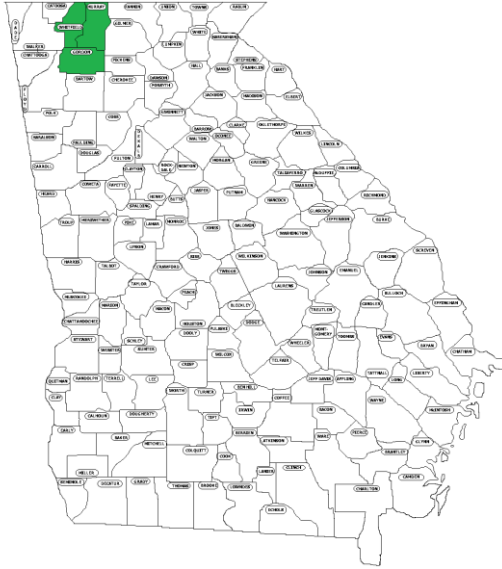 CATOOSA
MURRAY
FANNIN
UNION
TOWNS
RABUN
DADE
WHITFIELD
GILMER
WHITE
HABERSHAM
WALKER
CHATTOOGA
GORDON
LUMPKIN
STEPHENS
PICKENS
HALL
BANKS
FRANKLIN
HART
FLOYD
BARTOW
CHEROKEE
DAWSON
FORSYTH
JACKSON
MADISON
ELBERT
POLK
COBB
GWINNETT
BARROW
CLARKE
OCONEE
OGLETHORPE
WILKES
LINCOLN
HARALSON
PAULDING
DOUGLAS
DEKALB
WALTON
FULTON
CARROLL
CLAYTON
ROCKDALE
NEWTON
MORGAN
GREENE
TALIAFERRO
MCDUFFIE
COLUMBIA
HEARD
COWETA
FAYETTE
HENRY
SPALDING
BUTTS
JASPER
PUTNAM
HANCOCK
WARREN
RICHMOND
GLASCOCK
TROUP
MERIWETHER
PIKE
LAMAR
MONROE
JONES
BALDWIN
WASHINGTON
JEFFERSON
BURKE
UPSON
HARRIS
TALBOT
CRAWFORD
BIBB
TWIGGS
WILKINSON
JOHNSON
EMANUEL
JENKINS
SCREVEN
TAYLOR
PEACH
LAURENS
MUSCOGEE
MARION
MACON
BLECKLEY
TREUTLEN
CANDLER
BULLOCH
EFFINGHAM
CHATTAHOOCHEE
HOUSTON
DOOLY
PULASKI
DODGE
MONT-
GOMERY
TOOMBS
EVANS
BRYAN
CHATHAM
STEWART
SCHLEY
WEBSTER
SUMTER
WHEELER
WILCOX
TELFAIR
CRISP
TATTNALL
LONG
LIBERTY
QUITMAN
RANDOLPH
TERRELL
LEE
WORTH
TURNER
BEN HILL
JEFF DAVIS
APPLING
WAYNE
CLAY
CALHOUN
DOUGHERTY
TIFT
IRWIN
COFFEE
BACON
MCINTOSH
EARLY
BAKER
MITCHELL
COLQUITT
BERRIEN
ATKINSON
WARE
PIERCE
GLYNN
BRANTLEY
MILLER
COOK
LANIER
CLINCH
CAMDEN
SEMINOLE
DECATUR
GRADY
THOMAS
BROOKS
LOWNDES
ECHOLS
CHARLTON